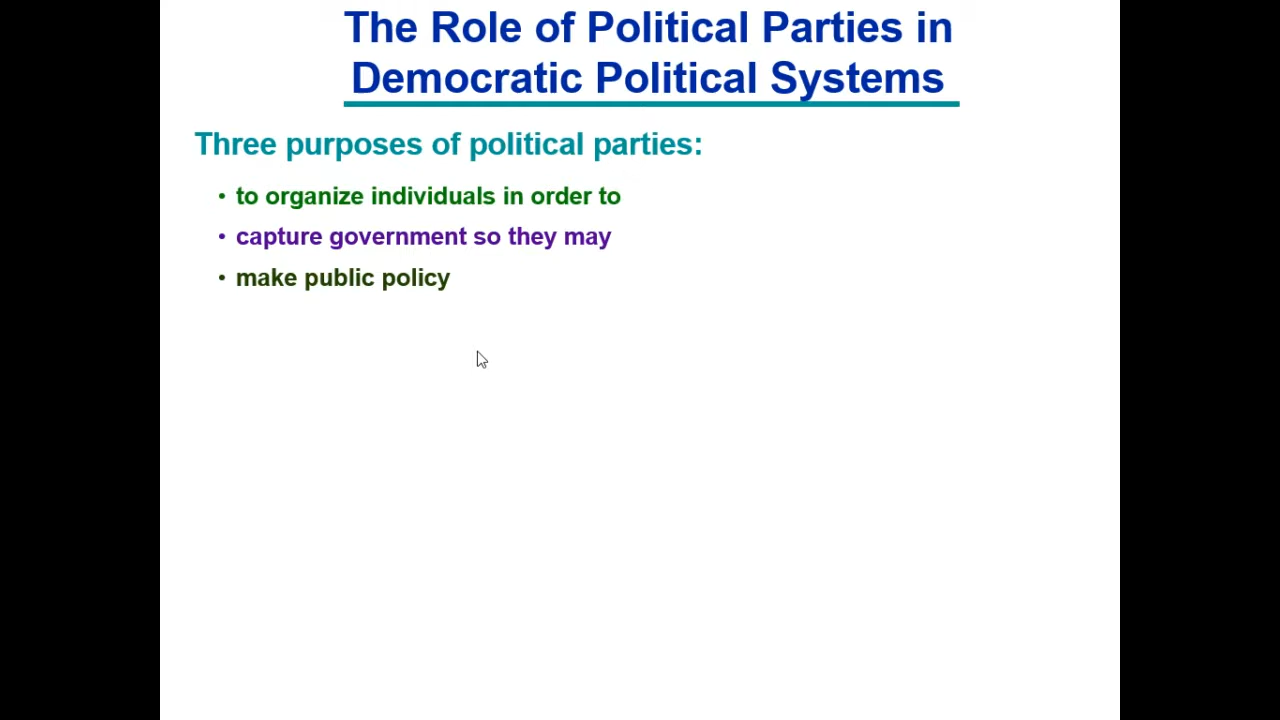 The Role of Political Parties in
Democratic Political Systems
Three purposes of political parties:
• to organize individuals in order to
• capture government so they may
• make public policy